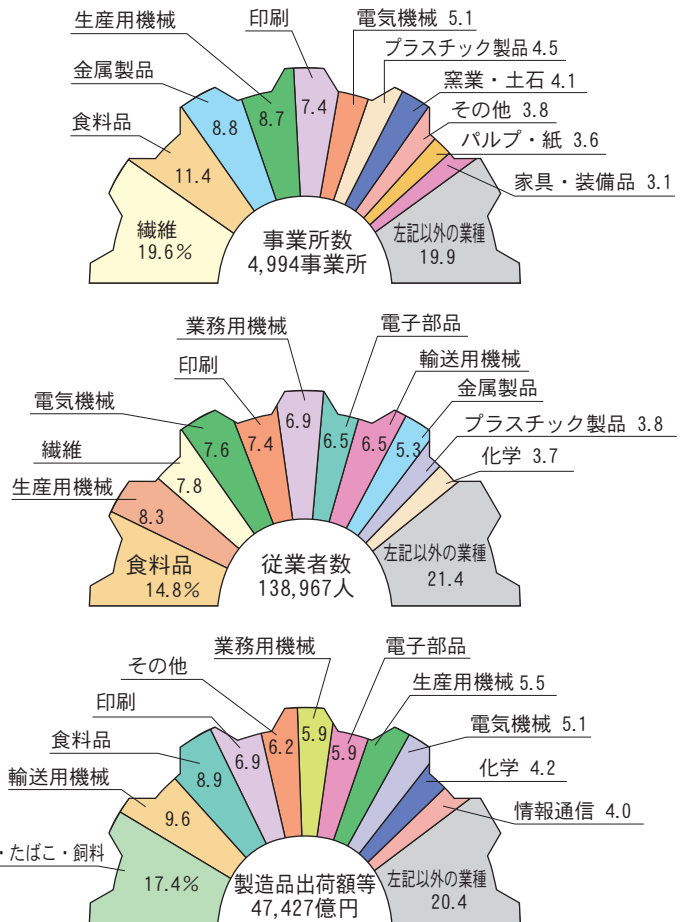 生産用機械
印刷
電気機械 5.1
プラスチック製品 4.5
金属製品
窯業・土石 4.1
その他 3.8
食料品
パルプ・紙 3.6
家具・装備品 3.1
8.8
8.7
7.4
11.4
繊維
19.6%
事業所数
4,994事業所
左記以外の業種
19.9
業務用機械
電子部品
印刷
輸送用機械
金属製品
電気機械
プラスチック製品 3.8
繊維
化学 3.7
生産用機械
7.6
7.4
6.9
6.5
6.5
5.3
7.8
8.3
食料品
14.8%
従業者数
138,967人
左記以外の業種
21.4
業務用機械
電子部品
その他
生産用機械 5.5
印刷
電気機械 5.1
食料品
化学 4.2
輸送用機械
情報通信 4.0
8.9
6.9
6.2
5.9
5.9
9.6
・たばこ・飼料
17.4%
製造品出荷額等
47,427億円
左記以外の業種
20.4